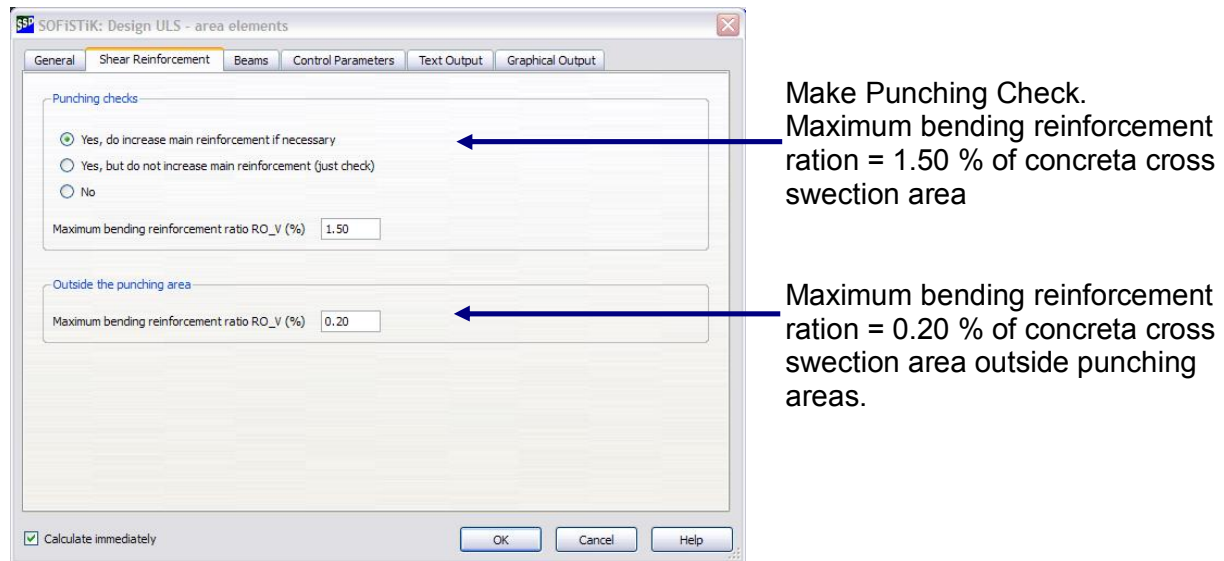 SSD SOFiSTiK: Design ULS - area elements
General Shear Reinforcement Beams Control Parameters Text Output Graphical Output
Punching checks
Yes, do increase main reinforcement if necessary
Yes, but do not increase main reinforcement (just check)
No
Maximum bending reinforcement ratio RO_V (%) 1.50
Outside the punching area
Maximum bending reinforcement ratio RO_V (%) 0.20
Calculate immediately
OK Cancel Help
Make Punching Check.
Maximum bending reinforcement
ration = 1.50 % of concreta cross
swection area
Maximum bending reinforcement
ration = 0.20 % of concreta cross
swection area outside punching
areas.